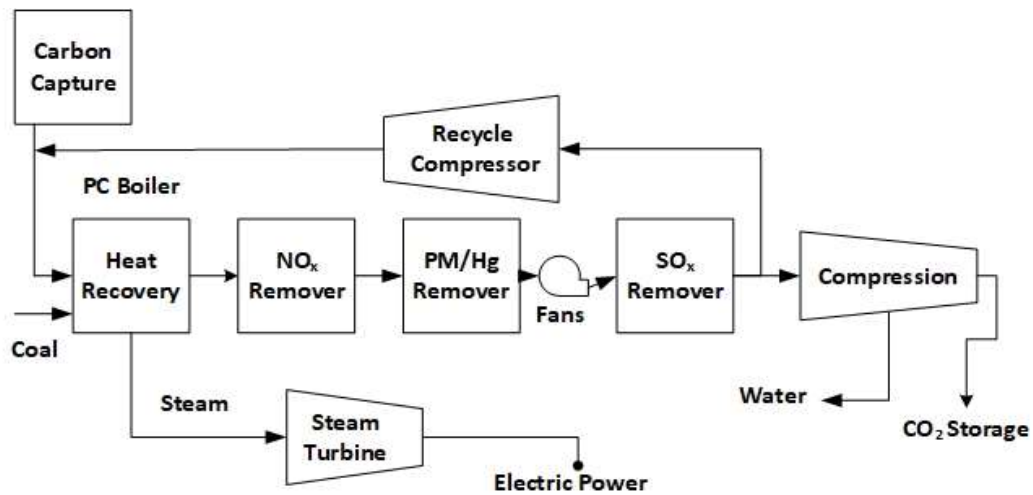 Carbon
Capture
Recycle
Compressor
PC Boiler
Heat
Recovery
NOₓ
Remover
PM/Hg
Remover
Fans
SOₓ
Remover
Compression
Coal
Steam
Steam
Turbine
Electric Power
Water
CO₂ Storage